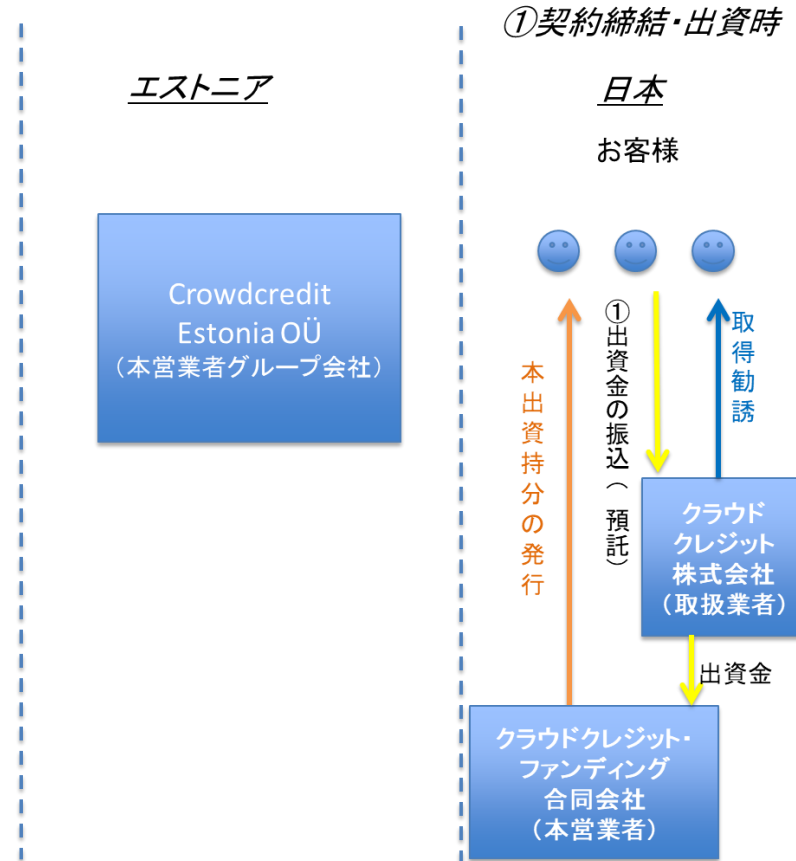 ①契約締結・出資時
エストニア
日本
お客様
Crowdcredit
Estonia OÜ
（本営業者グループ会社）
本出資持分の発行
①出資金の振込（預託）
取得勧誘
クラウド
クレジット
株式会社
（取扱業者）
出資金
クラウドクレジット・
ファンディング
合同会社
（本営業者）